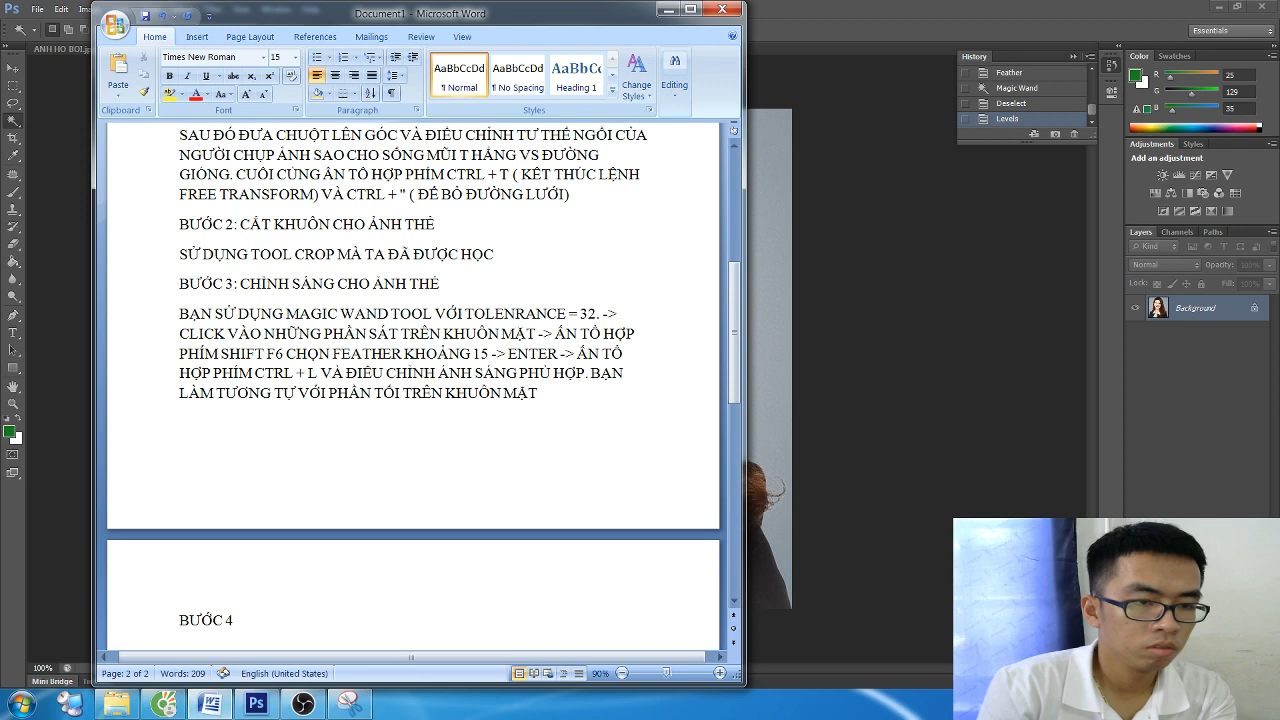 Document1 - Microsoft Word
Ps File Edit
Essentials
Home Insert Page Layout References Mailings Review View
Times New Roman 15
Paste
Clipboard Font Paragraph Styles
AaBbCcDd AaBbCcDd AaBbCc
¶ Normal ¶ No Spacing Heading 1
Change Styles
Editing
SAU ĐÓ ĐƯA CHUỘT LÊN GÓC VÀ ĐIỀU CHỈNH TƯ THẾ NGỒI CỦA
NGƯỜI CHỤP ẢNH SAO CHO SỐNG MŨI T HẲNG VS ĐƯỜNG
GIÓNG. CUỐI CÙNG ẤN TỔ HỢP PHÍM CTRL + T ( KẾT THÚC LỆNH
FREE TRANSFORM) VÀ CTRL + " ( ĐỂ BỎ ĐƯỜNG LƯỚI)
BƯỚC 2: CẮT KHUÔN CHO ẢNH THẺ
SỬ DỤNG TOOL CROP MÀ TA ĐÃ ĐƯỢC HỌC
BƯỚC 3: CHỈNH SÁNG CHO ẢNH THẺ
BẠN SỬ DỤNG MAGIC WAND TOOL VỚI TOLENRANCE = 32. ->
CLICK VÀO NHỮNG PHẦN SÁT TRÊN KHUÔN MẶT -> ẤN TỔ HỢP
PHÍM SHIFT F6 CHỌN FEATHER KHOẢNG 15 -> ENTER -> ẤN TỔ
HỢP PHÍM CTRL + L VÀ ĐIỀU CHỈNH ÁNH SÁNG PHÙ HỢP. BẠN
LÀM TƯƠNG TỰ VỚI PHẦN TỐI TRÊN KHUÔN MẶT
BƯỚC 4
Page: 2 of 2 Words: 209 English (United States) 90%
100%
Mini Bridge
History
Feather
Magic Wand
Deselect
Levels
Color Swatches
R 25
G 129
B 35
Adjustments Styles
Add an adjustment
Layers Channels Paths
Kind
Normal Opacity: 100%
Lock: Fill: 100%
Background